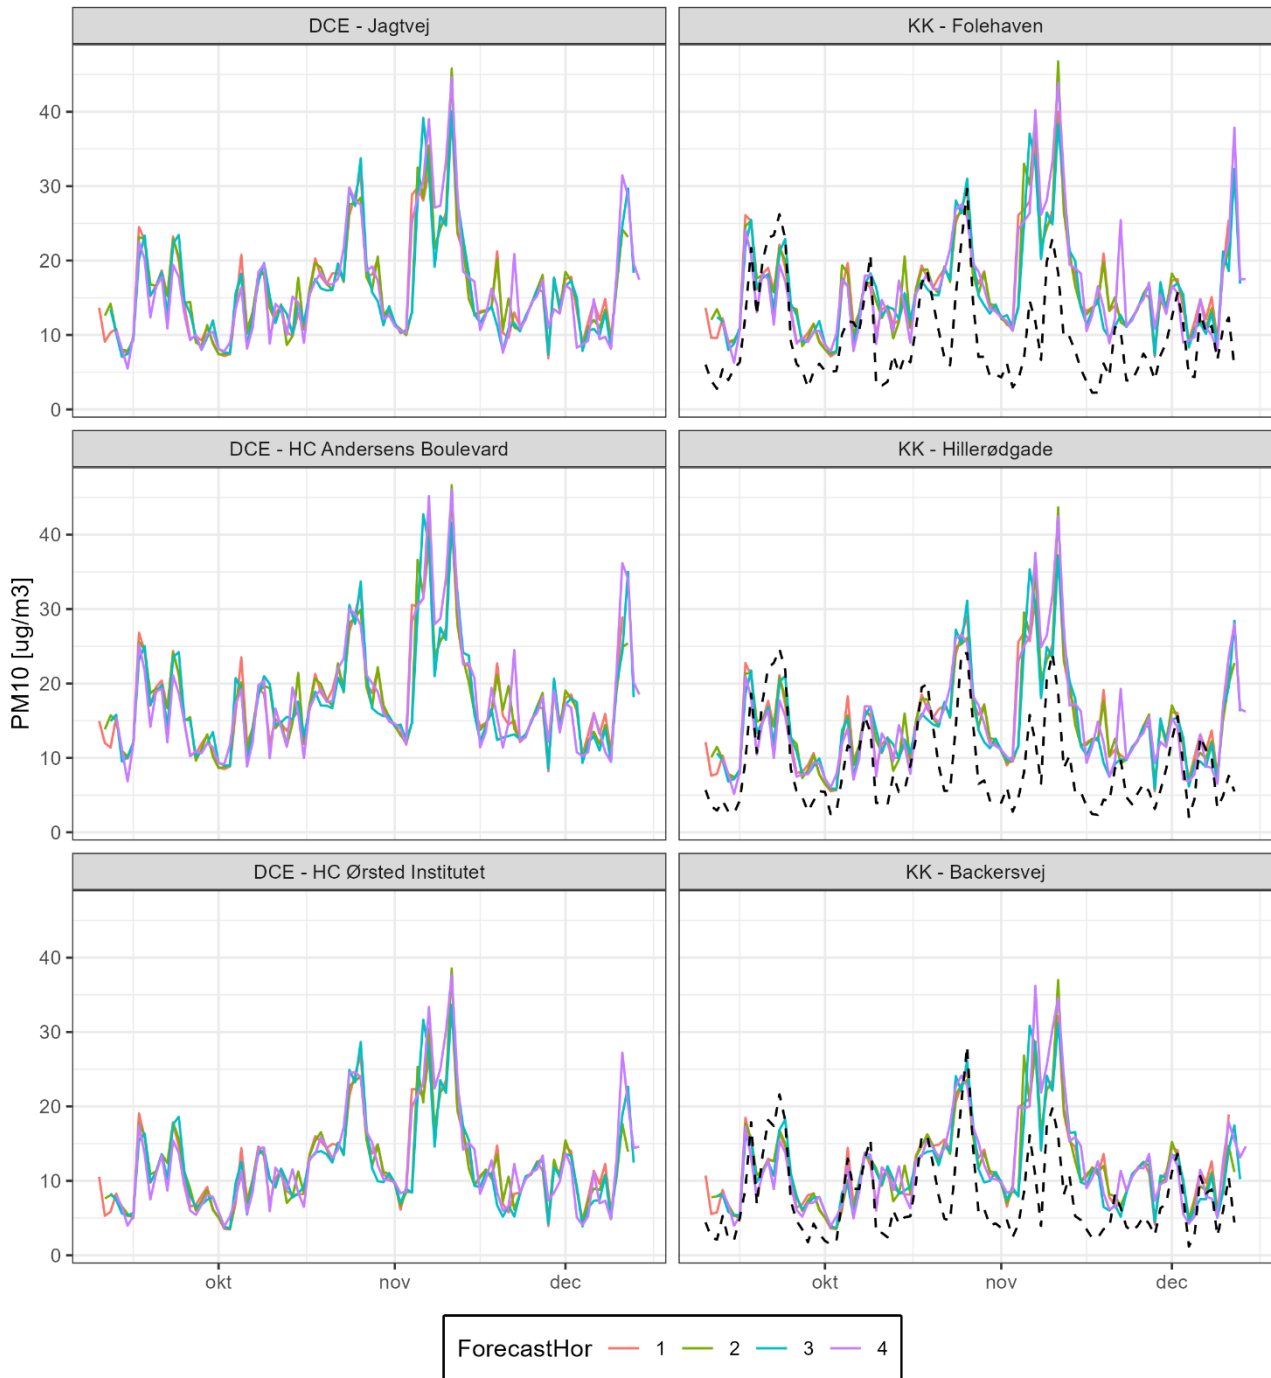 DCE - Jagtvej
KK - Folehaven
40
30
20
10
0
DCE - HC Andersens Boulevard
KK - Hillerødgade
PM10 [ug/m3]
40
30
20
10
0
DCE - HC Ørsted Institutet
KK - Backersvej
40
30
20
10
0
okt nov dec okt nov dec
ForecastHor 1 2 3 4